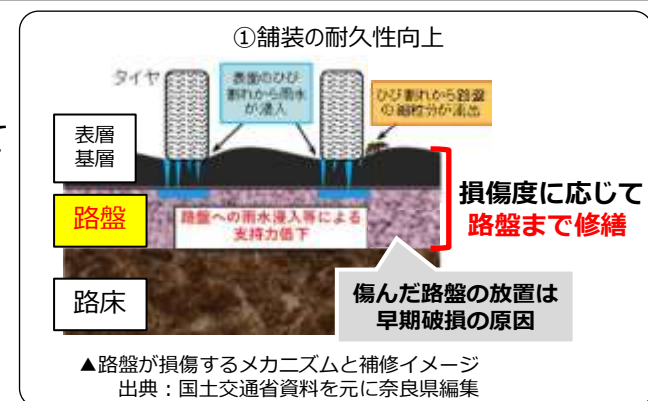 ①舗装の耐久性向上
タイヤ
表面のひび
割れから雨水
が浸入
ひび割れから路盤
の細粒分が流出
表層
基層
路盤
路盤への雨水浸入等による
支持力低下
路床
損傷度に応じて
路盤まで修繕
傷んだ路盤の放置は
早期破損の原因
▲路盤が損傷するメカニズムと補修イメージ
出典：国土交通省資料を元に奈良県編集